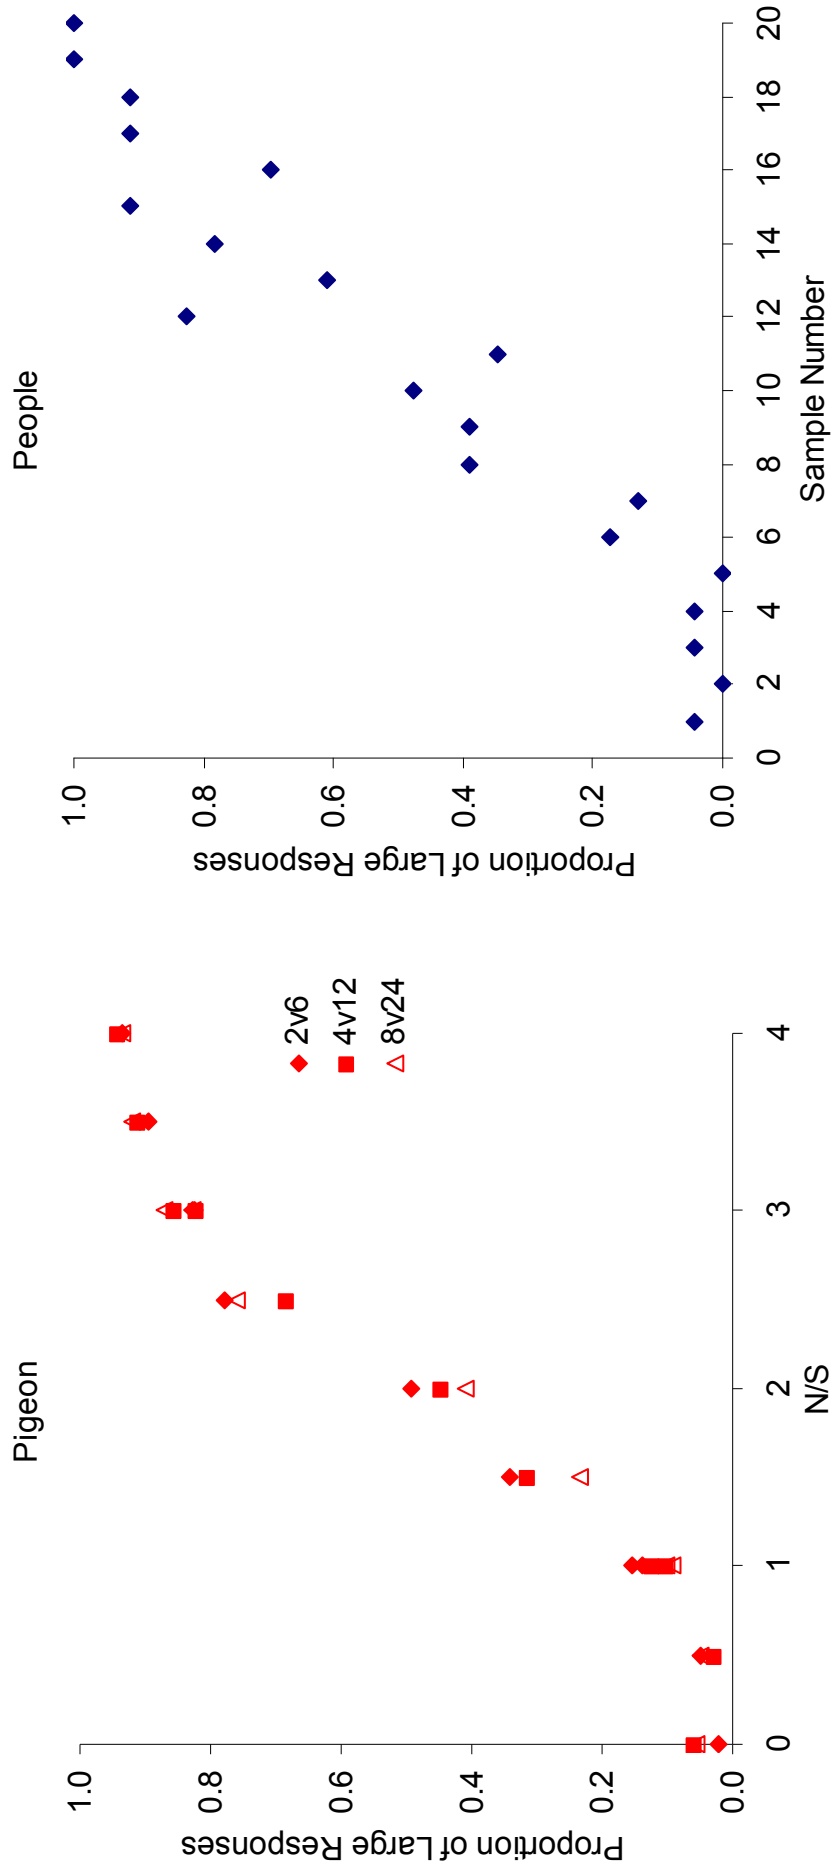 Pigeon
Proportion of Large Responses
1.0
0.8
0.6
0.4
0.2
0.0
0 1 2 3 4
N/S
2v6
4v12
8v24
People
Proportion of Large Responses
1.0
0.8
0.6
0.4
0.2
0.0
0 2 4 6 8 10 12 14 16 18 20
Sample Number